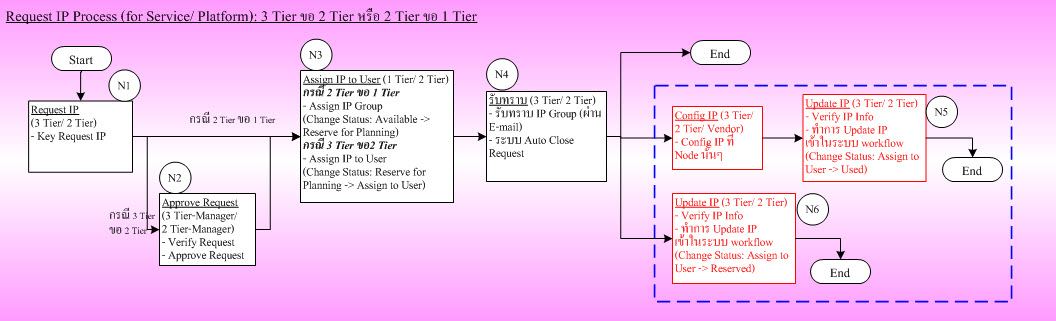 Request IP Process (for Service/ Platform): 3 Tier ขอ 2 Tier หรือ 2 Tier ขอ 1 Tier
Start
N1
Request IP
(3 Tier/ 2 Tier)
- Key Request IP
กรณี 2 Tier ขอ 1 Tier
กรณี 3 Tier
ขอ 2 Tier
N2
Approve Request
(3 Tier-Manager/
2 Tier-Manager)
- Verify Request
- Approve Request
N3
Assign IP to User (1 Tier/ 2 Tier)
กรณี 2 Tier ขอ 1 Tier
- Assign IP Group
(Change Status: Available ->
Reserve for Planning)
กรณี 3 Tier ขอ2 Tier
- Assign IP to User
(Change Status: Reserve for
Planning -> Assign to User)
N4
รับทราบ (3 Tier/ 2 Tier)
- รับทราบ IP Group (ผ่าน
E-mail)
- ระบบ Auto Close
Request
End
Config IP (3 Tier/
2 Tier/ Vendor)
- Config IP ที่
Node นั้นๆ
Update IP (3 Tier/ 2 Tier)
- Verify IP Info
- ทำการ Update IP
เข้าในระบบ workflow
(Change Status: Assign to
User -> Used)
N5
End
Update IP (3 Tier/ 2 Tier)
- Verify IP Info
- ทำการ Update IP
เข้าในระบบ workflow
(Change Status: Assign to
User -> Reserved)
N6
End